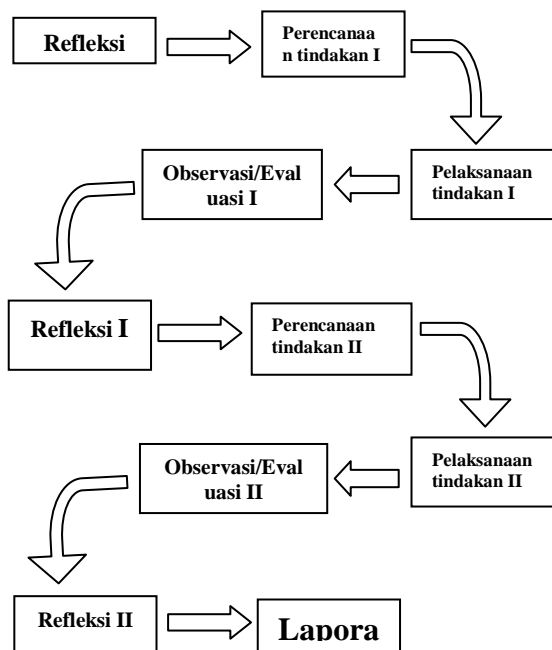 Refleksi
Perencanaa
n tindakan I
Observasi/Eval
uasi I
Pelaksanaan
tindakan I
Refleksi I
Perencanaan
tindakan II
Observasi/Eval
uasi II
Pelaksanaan
tindakan II
Refleksi II
Lapora